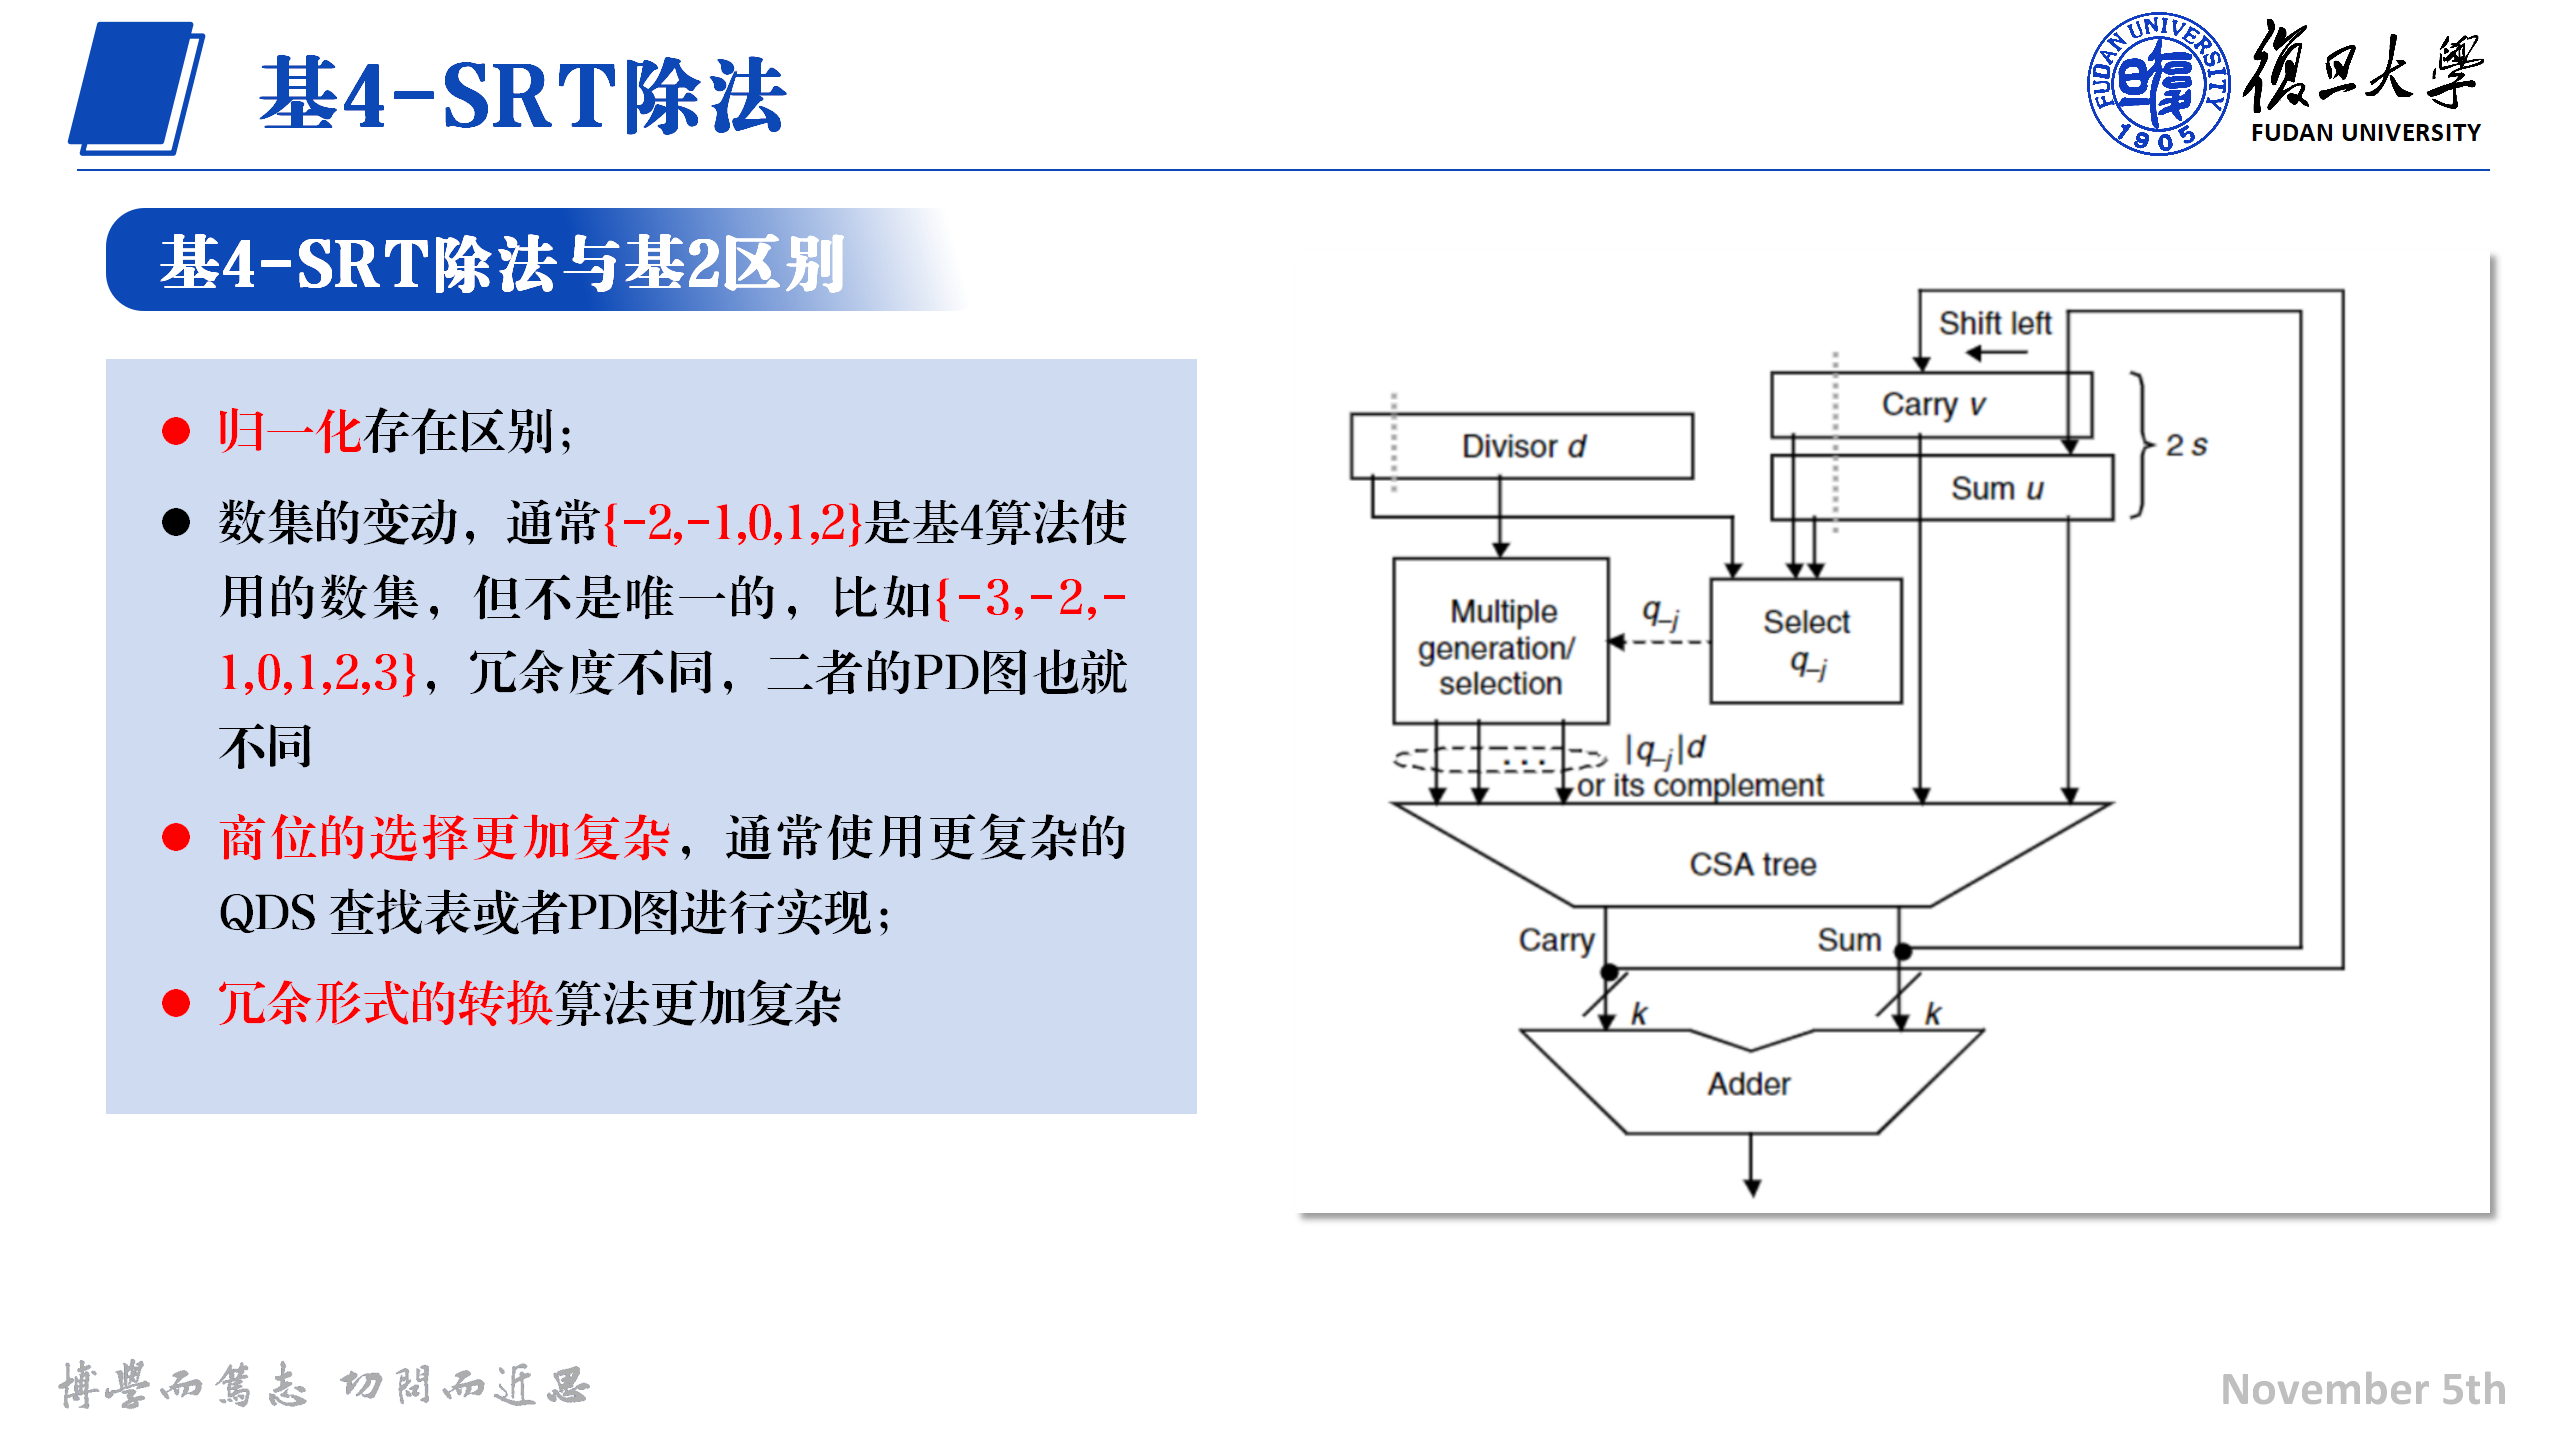 基4-SRT除法
FUDAN UNIVERSITY
1905
復旦大學
FUDAN UNIVERSITY
基4-SRT除法与基2区别
归一化存在区别；
数集的变动，通常{-2,-1,0,1,2}是基4算法使
用的数集，但不是唯一的，比如{-3,-2,-
1,0,1,2,3}，冗余度不同，二者的PD图也就
不同
商位的选择更加复杂，通常使用更复杂的
QDS 查找表或者PD图进行实现；
冗余形式的转换算法更加复杂
Shift left
Carry v
Divisor d
2 s
Sum u
Multiple
generation/
selection
q–j
Select
q–j
. . .
|q–j|d
or its complement
CSA tree
Carry
Sum
k
k
Adder
博學而篤志 切問而近思
November 5th